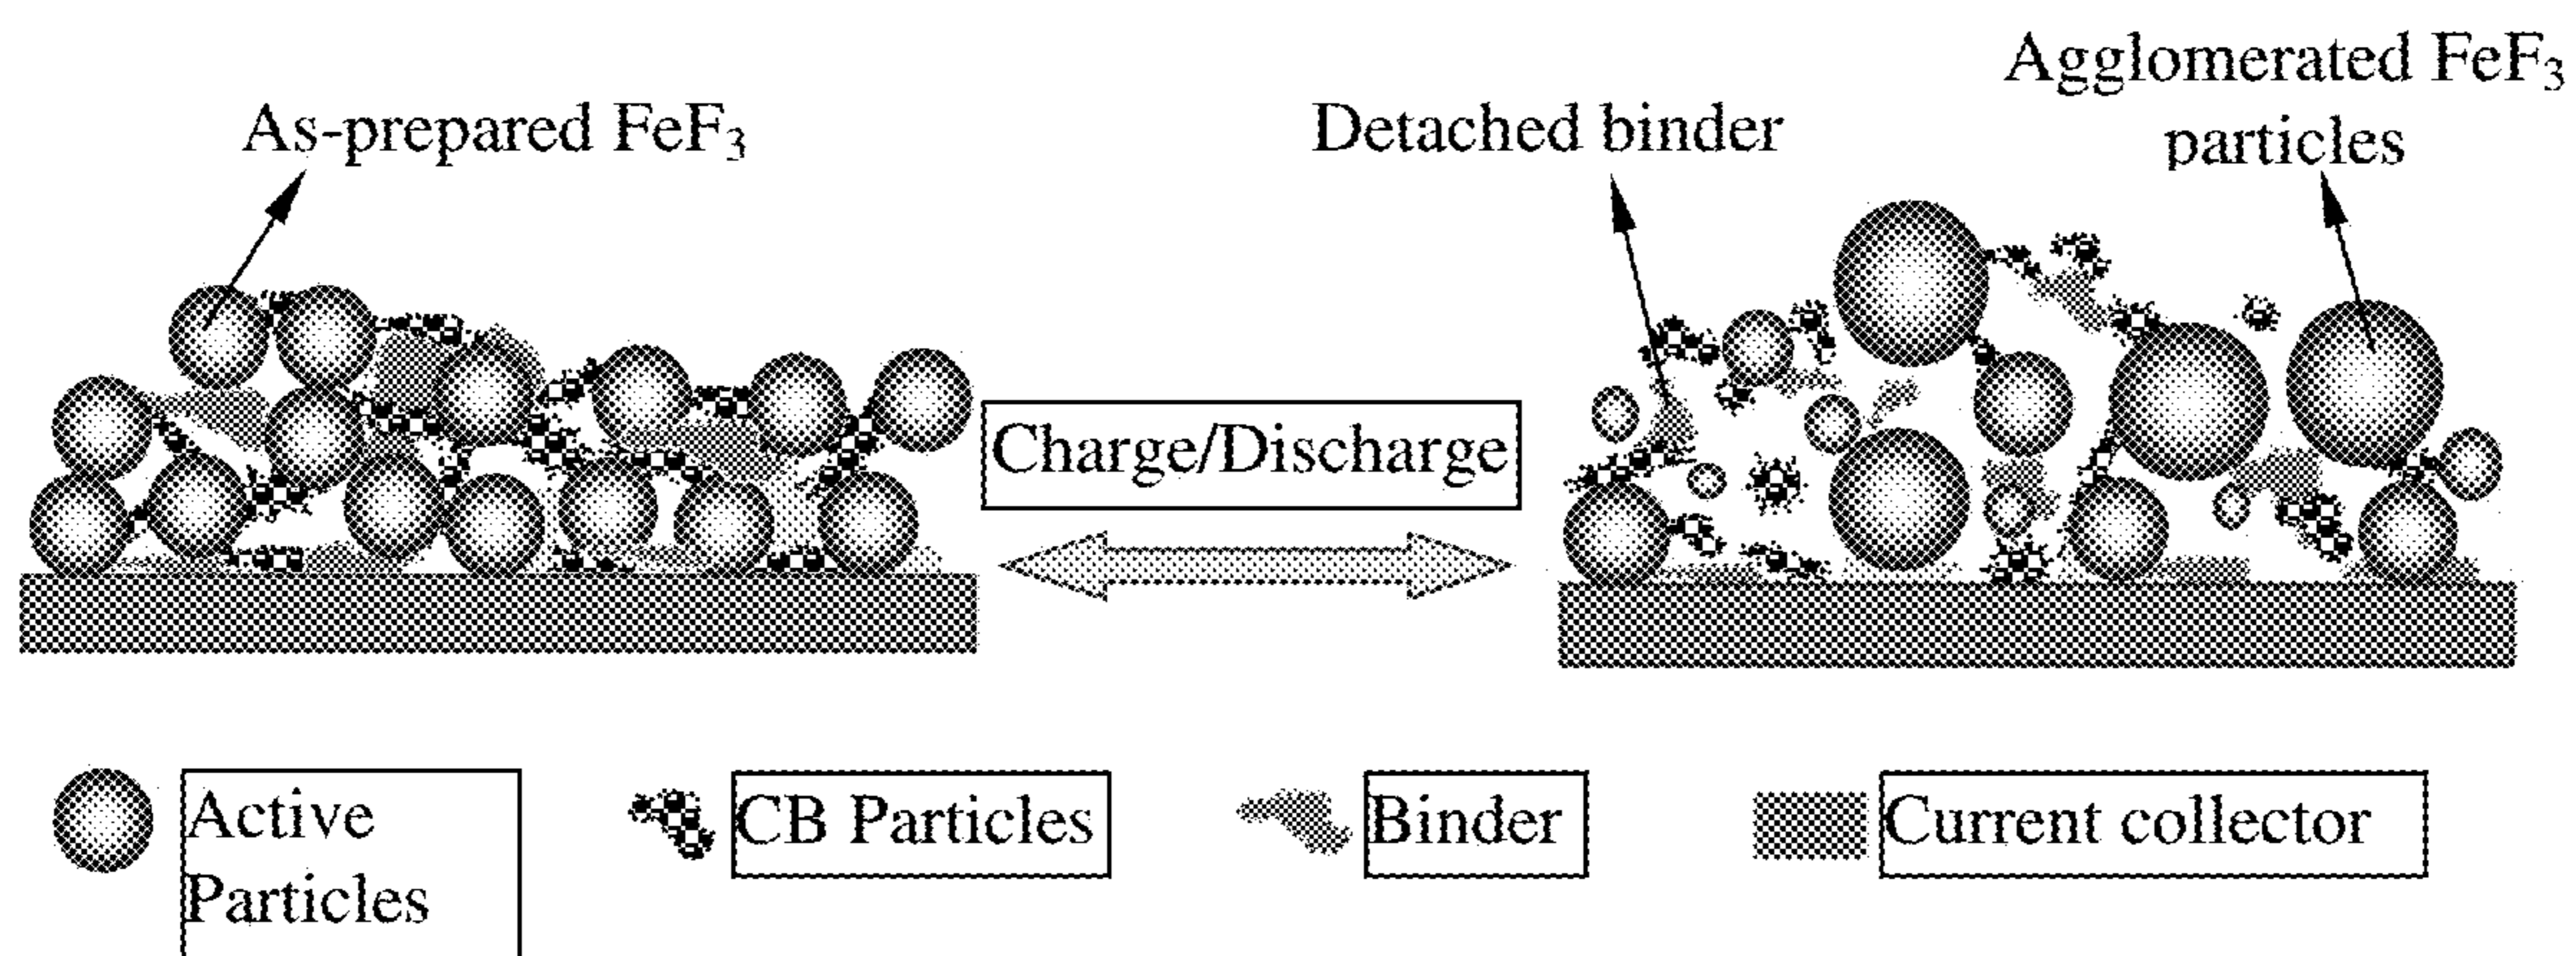 As-prepared FeF₃
Detached binder
Agglomerated FeF₃
particles
Charge/Discharge
Active
Particles
CB Particles
Binder
Current collector